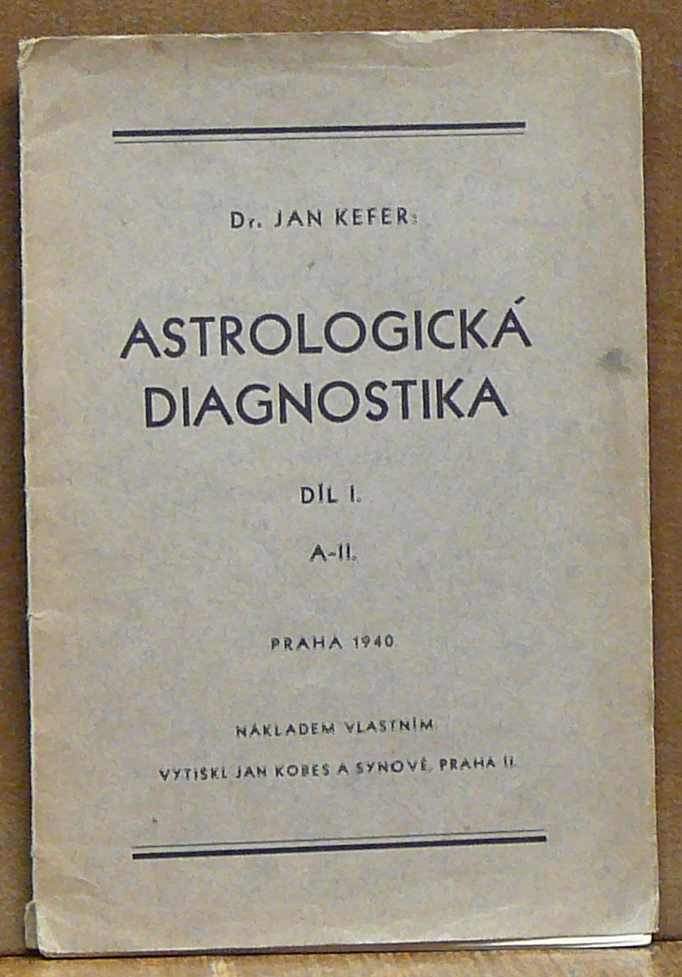 Dr. JAN KEFER:
ASTROLOGICKÁ
DIAGNOSTIKA
DÍL I.
A-II.
PRAHA 1940
NÁKLADEM VLASTNÍM
VYTISKL JAN KOBES A SYNOVÉ, PRAHA II.